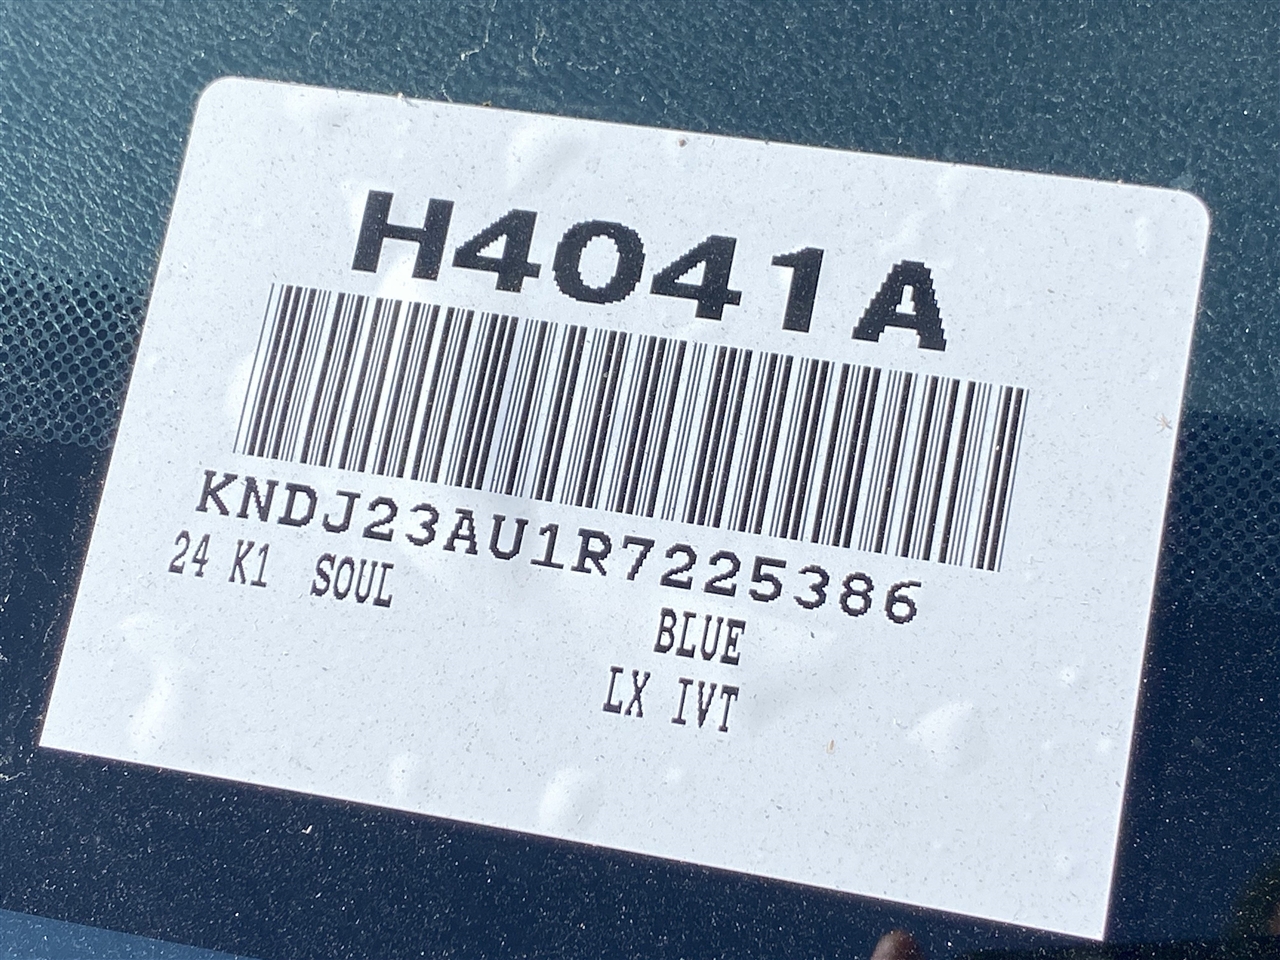 H4041A
KNDJ23AU1R7225386
24 K1 SOUL
BLUE
LX IVT